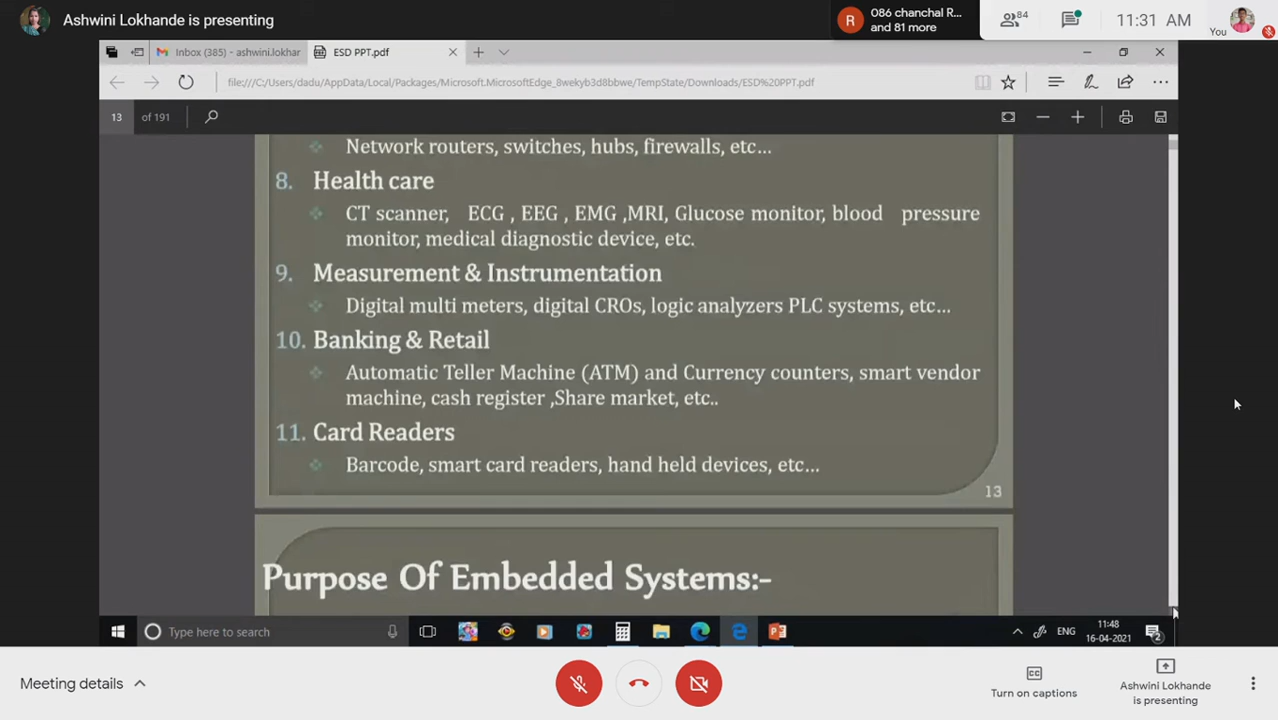 Ashwini Lokhande is presenting
R
086 chanchal R...
and 81 more
84
11:31 AM
You
Inbox (385) - ashwini.lokhar
ESD PPT.pdf
file:///C:/Users/dadu/AppData/Local/Packages/Microsoft.MicrosoftEdge_8wekyb3d8bbwe/TempState/Downloads/ESD%20PPT.pdf
13 of 191
Network routers, switches, hubs, firewalls, etc...
8. Health care
CT scanner, ECG , EEG , EMG ,MRI, Glucose monitor, blood pressure
monitor, medical diagnostic device, etc.
9. Measurement & Instrumentation
Digital multi meters, digital CROs, logic analyzers PLC systems, etc...
10. Banking & Retail
Automatic Teller Machine (ATM) and Currency counters, smart vendor
machine, cash register ,Share market, etc..
11. Card Readers
Barcode, smart card readers, hand held devices, etc...
13
Purpose Of Embedded Systems:-
Type here to search
ENG
11:48
16-04-2021
2
Meeting details
CC
Turn on captions
Ashwini Lokhande
is presenting